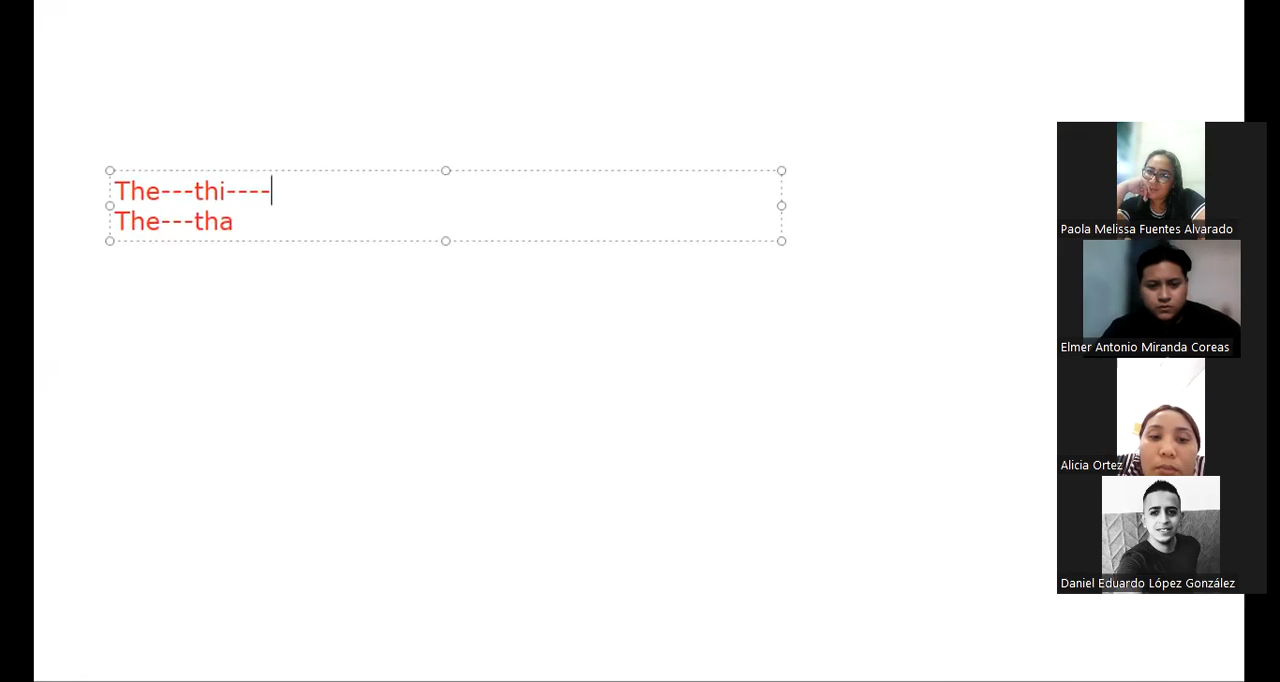 The---thi----
The---tha
Paola Melissa Fuentes Alvarado
Elmer Antonio Miranda Coreas
Alicia Ortez
Daniel Eduardo López González